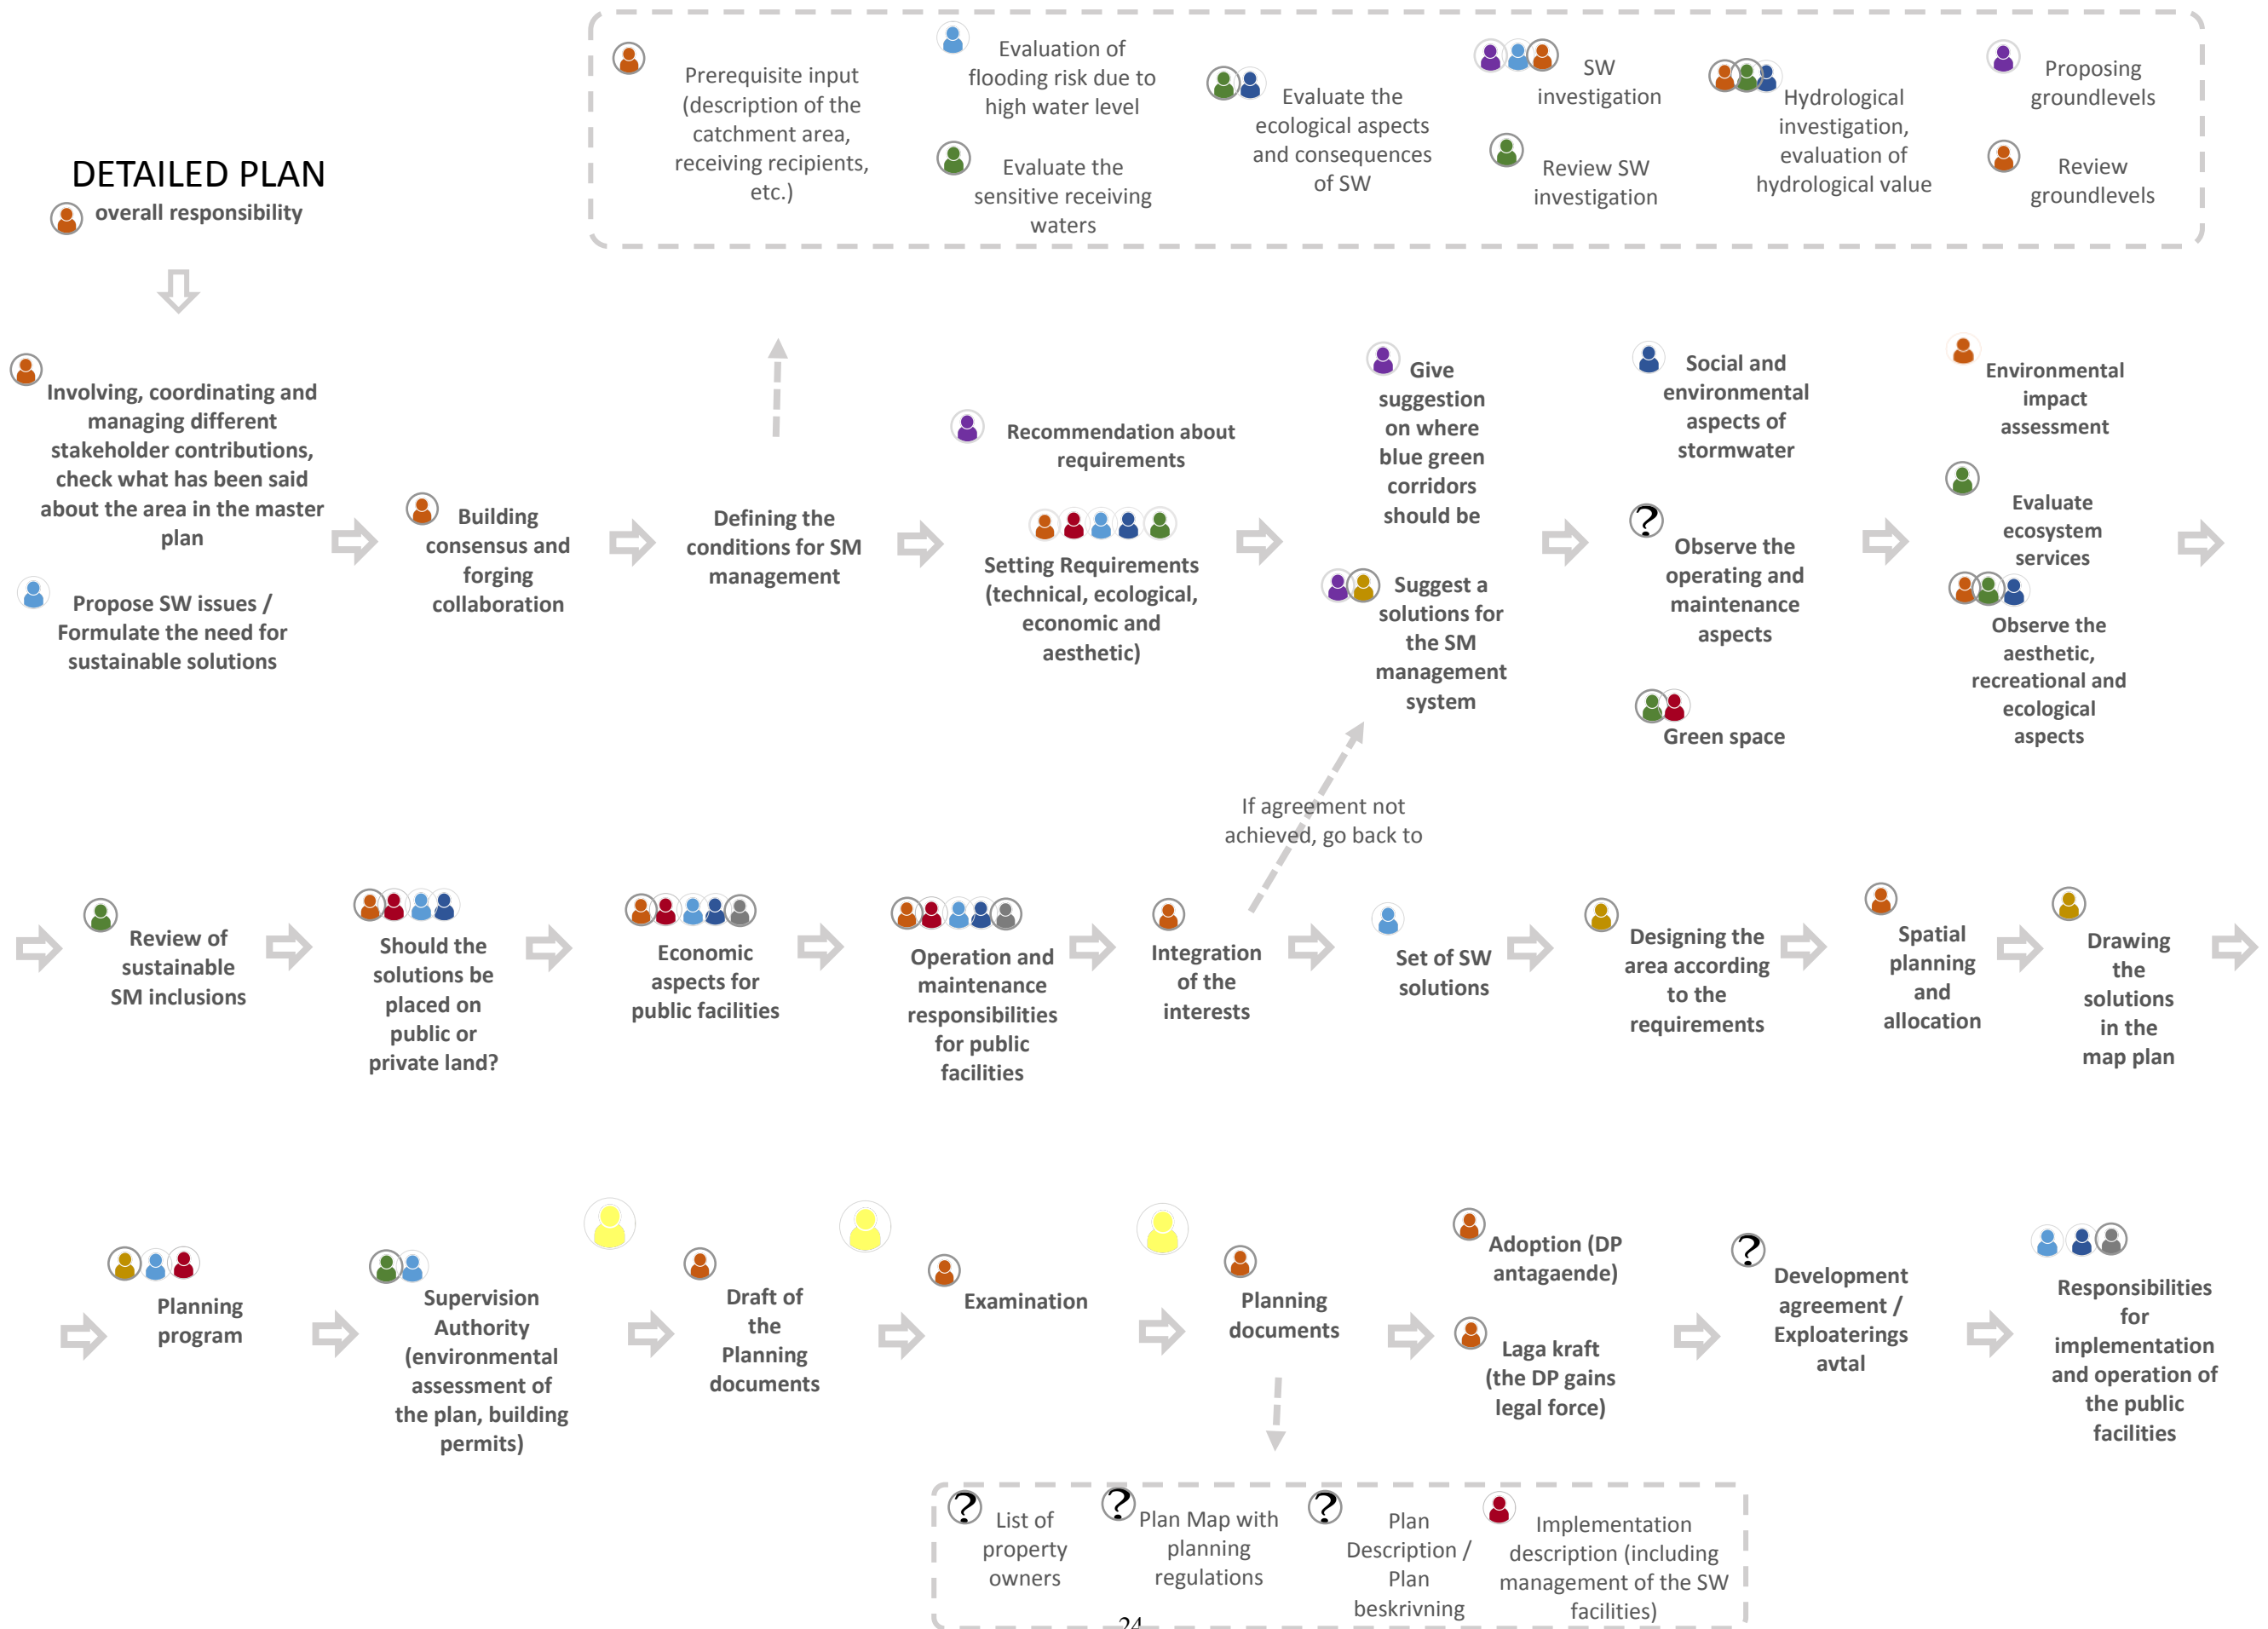 DETAILED PLAN
overall responsibility
Prerequisite input
(description of the
catchment area,
receiving recipients,
etc.)
Evaluation of
flooding risk due to
high water level
Evaluate the
sensitive receiving
waters
Evaluate the
ecological aspects
and consequences
of SW
SW
investigation
Review SW
investigation
Hydrological
investigation,
evaluation of
hydrological value
Proposing
groundlevels
Review
groundlevels
Involving, coordinating and
managing different
stakeholder contributions,
check what has been said
about the area in the master
plan
Propose SW issues /
Formulate the need for
sustainable solutions
Building
consensus and
forging
collaboration
Defining the
conditions for SM
management
Recommendation about
requirements
Setting Requirements
(technical, ecological,
economic and
aesthetic)
Give
suggestion
on where
blue green
corridors
should be
Suggest a
solutions for
the SM
management
system
Social and
environmental
aspects of
stormwater
?
Observe the
operating and
maintenance
aspects
Green space
Environmental
impact
assessment
Evaluate
ecosystem
services
Observe the
aesthetic,
recreational and
ecological
aspects
If agreement not
achieved, go back to
Review of
sustainable
SM inclusions
Should the
solutions be
placed on
public or
private land?
Economic
aspects for
public facilities
Operation and
maintenance
responsibilities
for public
facilities
Integration
of the
interests
Set of SW
solutions
Designing the
area according
to the
requirements
Spatial
planning
and
allocation
Drawing
the
solutions
in the
map plan
Planning
program
Supervision
Authority
(environmental
assessment of
the plan, building
permits)
Draft of
the
Planning
documents
Examination
Planning
documents
Adoption (DP
antagaende)
Laga kraft
(the DP gains
legal force)
?
Development
agreement /
Exploaterings
avtal
Responsibilities
for
implementation
and operation of
the public
facilities
?
List of
property
owners
?
Plan Map with
planning
regulations
?
Plan
Description /
Plan
beskrivning
Implementation
description (including
management of the SW
facilities)
24